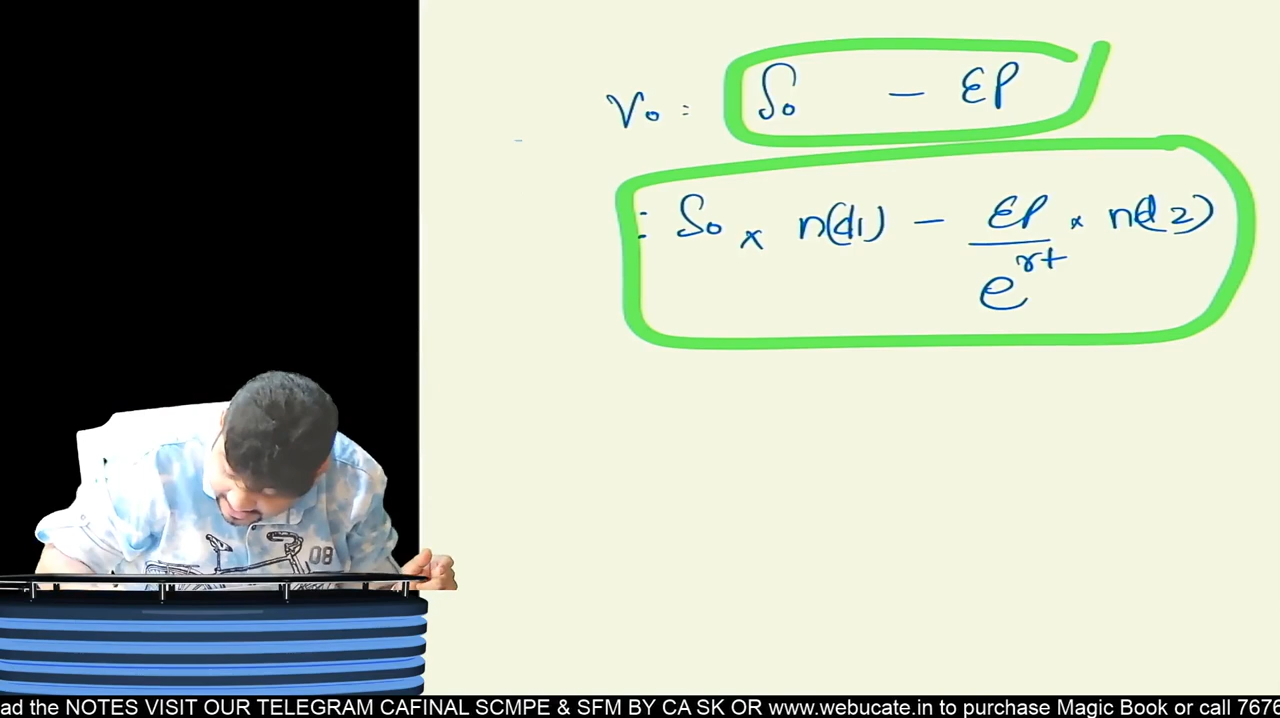 V₀ = S₀ – EP
= S₀ × n(d1) – EP/e^rt × n(d2)
08
ad the NOTES VISIT OUR TELEGRAM CAFINAL SCMPE & SFM BY CA SK OR www.webucate.in to purchase Magic Book or call 7676